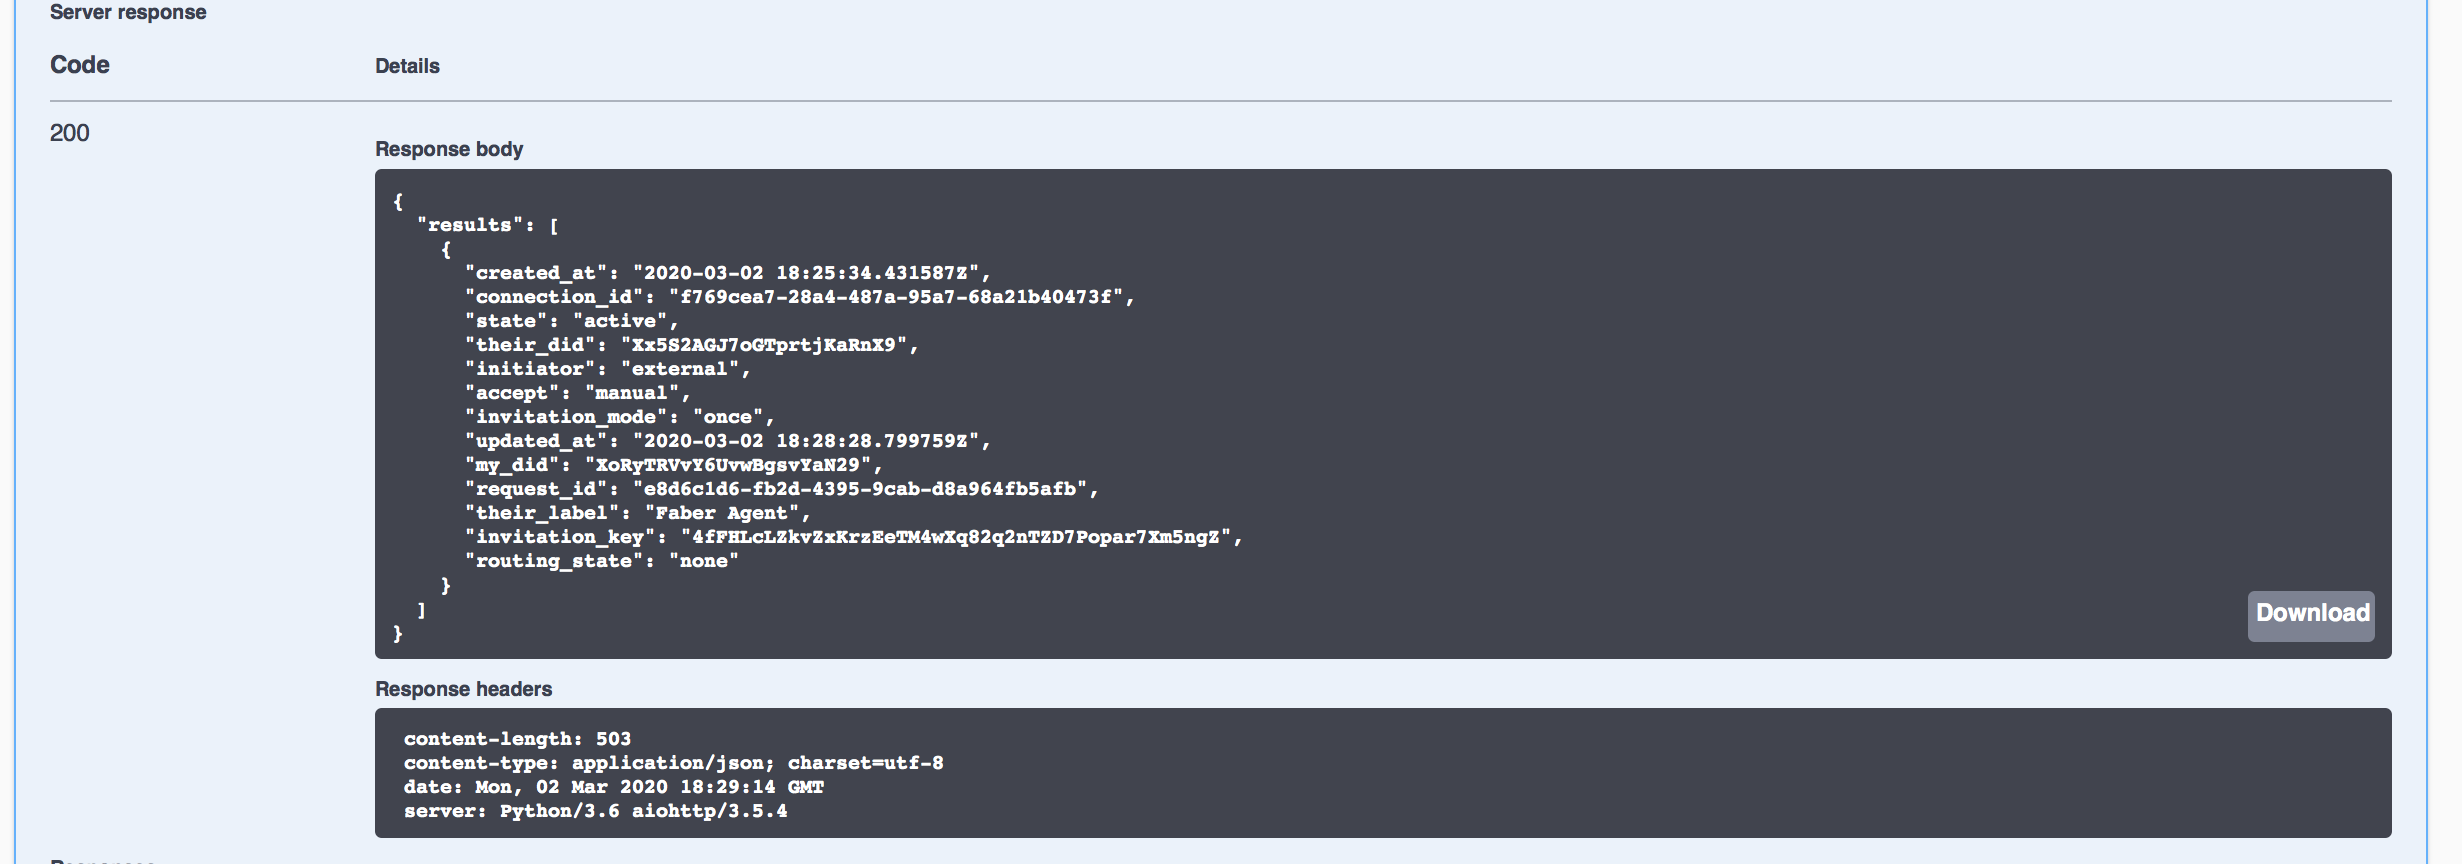 Server response
Code Details
200
Response body
{
"results": [
{
"created_at": "2020-03-02 18:25:34.431587Z",
"connection_id": "f769cea7-28a4-487a-95a7-68a21b40473f",
"state": "active",
"their_did": "Xx5S2AGJ7oGTprtjKaRnX9",
"initiator": "external",
"accept": "manual",
"invitation_mode": "once",
"updated_at": "2020-03-02 18:28:28.799759Z",
"my_did": "XoRyTRVvY6UvwBgsvYaN29",
"request_id": "e8d6c1d6-fb2d-4395-9cab-d8a964fb5afb",
"their_label": "Faber Agent",
"invitation_key": "4fFHLcLZkvZxKrzEeTM4wXq82q2nTZD7Popar7Xm5ngZ",
"routing_state": "none"
}
]
}
Download
Response headers
content-length: 503
content-type: application/json; charset=utf-8
date: Mon, 02 Mar 2020 18:29:14 GMT
server: Python/3.6 aiohttp/3.5.4